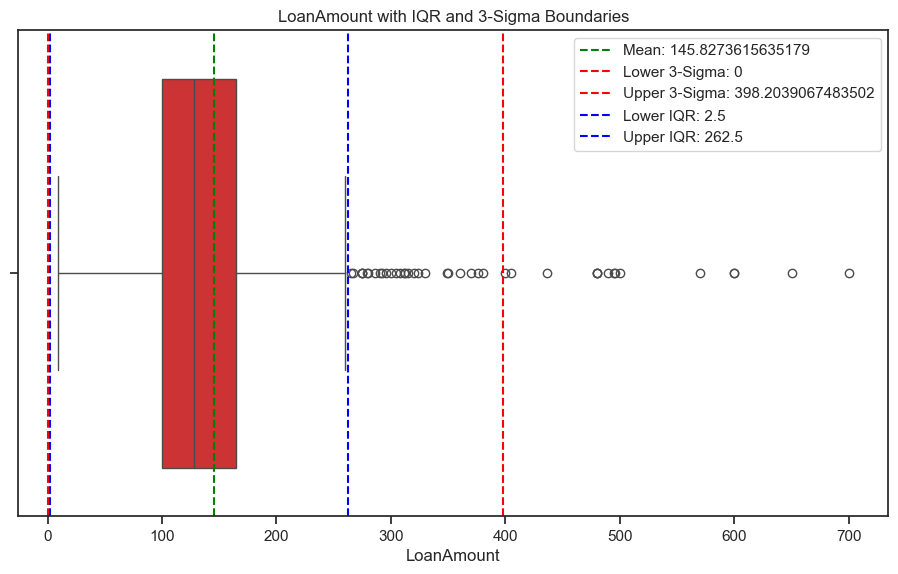 LoanAmount with IQR and 3-Sigma Boundaries
Mean: 145.8273615635179
Lower 3-Sigma: 0
Upper 3-Sigma: 398.2039067483502
Lower IQR: 2.5
Upper IQR: 262.5
0 100 200 300 400 500 600 700
LoanAmount